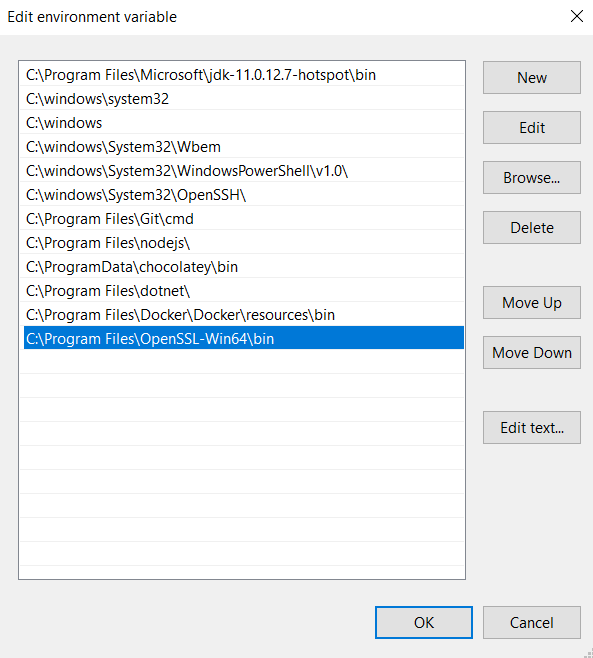 Edit environment variable
C:\Program Files\Microsoft\jdk-11.0.12.7-hotspot\bin
C:\windows\system32
C:\windows
C:\windows\System32\Wbem
C:\windows\System32\WindowsPowerShell\v1.0\
C:\windows\System32\OpenSSH\
C:\Program Files\Git\cmd
C:\Program Files\nodejs\
C:\ProgramData\chocolatey\bin
C:\Program Files\dotnet\
C:\Program Files\Docker\Docker\resources\bin
C:\Program Files\OpenSSL-Win64\bin
New
Edit
Browse...
Delete
Move Up
Move Down
Edit text...
OK
Cancel